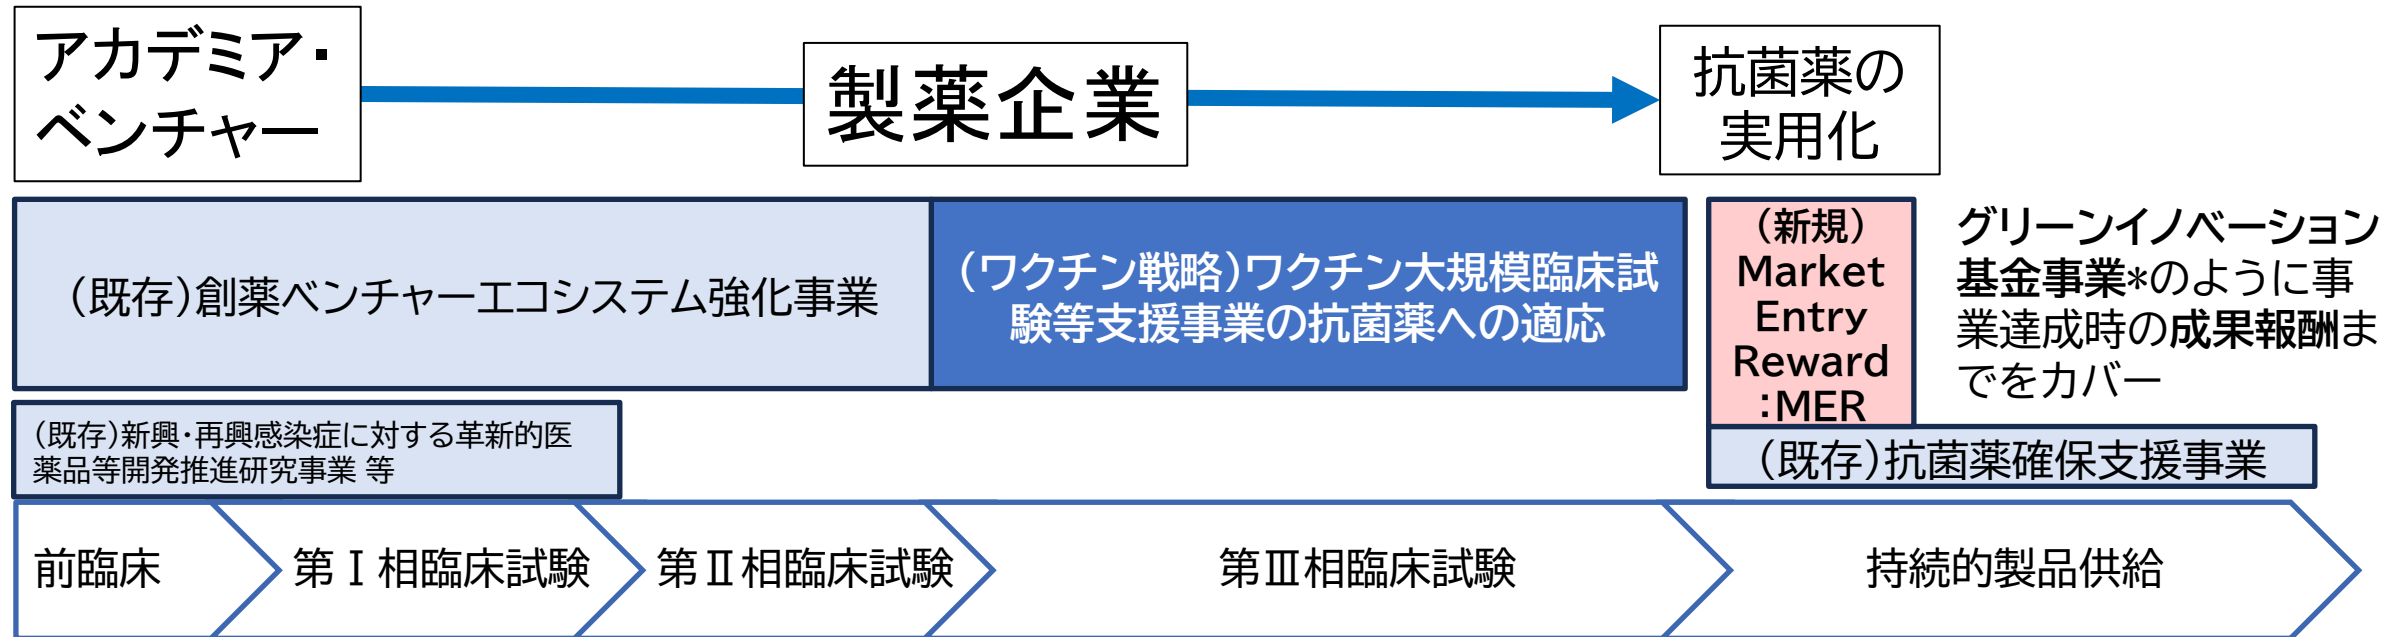 アカデミア・
ベンチャー
製薬企業
抗菌薬の
実用化
（既存）創薬ベンチャーエコシステム強化事業
（ワクチン戦略）ワクチン大規模臨床試
験等支援事業の抗菌薬への適応
（新規）
Market
Entry
Reward
：MER
グリーンイノベーション
基金事業*のように事
業達成時の成果報酬ま
でをカバー
（既存）新興・再興感染症に対する革新的医
薬品等開発推進研究事業 等
（既存）抗菌薬確保支援事業
前臨床
第Ⅰ相臨床試験
第Ⅱ相臨床試験
第Ⅲ相臨床試験
持続的製品供給